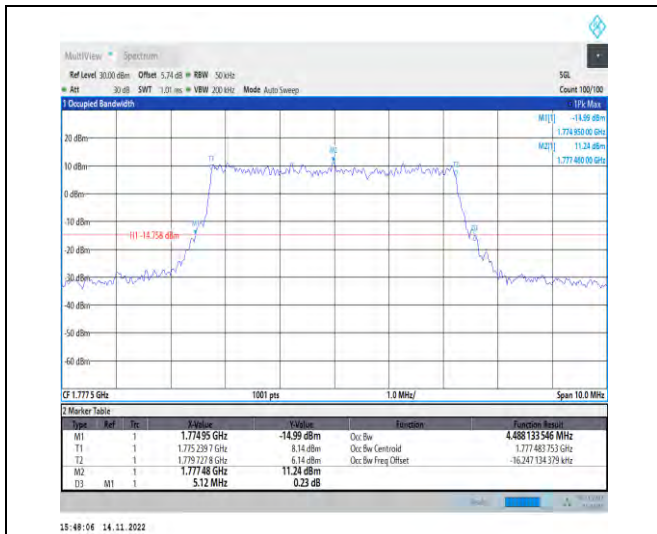 MultiView Spectrum
Ref Level 30.00 dBm Offset 5.74 dB RBW 50 kHz SGL
Att 30 dB SWT 1.01 ms VBW 200 kHz Mode Auto Sweep Count 100/100
1 Occupied Bandwidth 1Pk Max
M1[1] -14.99 dBm
1.774 950 00 GHz
M2[1] 11.24 dBm
1.777 480 00 GHz
20 dBm
M2
T1
10 dBm
0 dBm
-10 dBm
H1 -14.758 dBm
-30 dBm
-40 dBm
-50 dBm
-60 dBm
CF 1.777 5 GHz 1001 pts 1.0 MHz/ Span 10.0 MHz
2 Marker Table
Type Ref Trc X-Value Y-Value Function Function Result
M1 1 1.774 95 GHz -14.99 dBm Occ Bw 4.488 133 546 MHz
T1 1 1.775 239 7 GHz 8.14 dBm Occ Bw Centroid 1.777 483 753 GHz
T2 1 1.779 727 8 GHz 6.14 dBm Occ Bw Freq Offset -16.247 134 379 kHz
M2 1 1.777 48 GHz 11.24 dBm
D3 M1 1 5.12 MHz 0.23 dB
15:48:06 14.11.2022